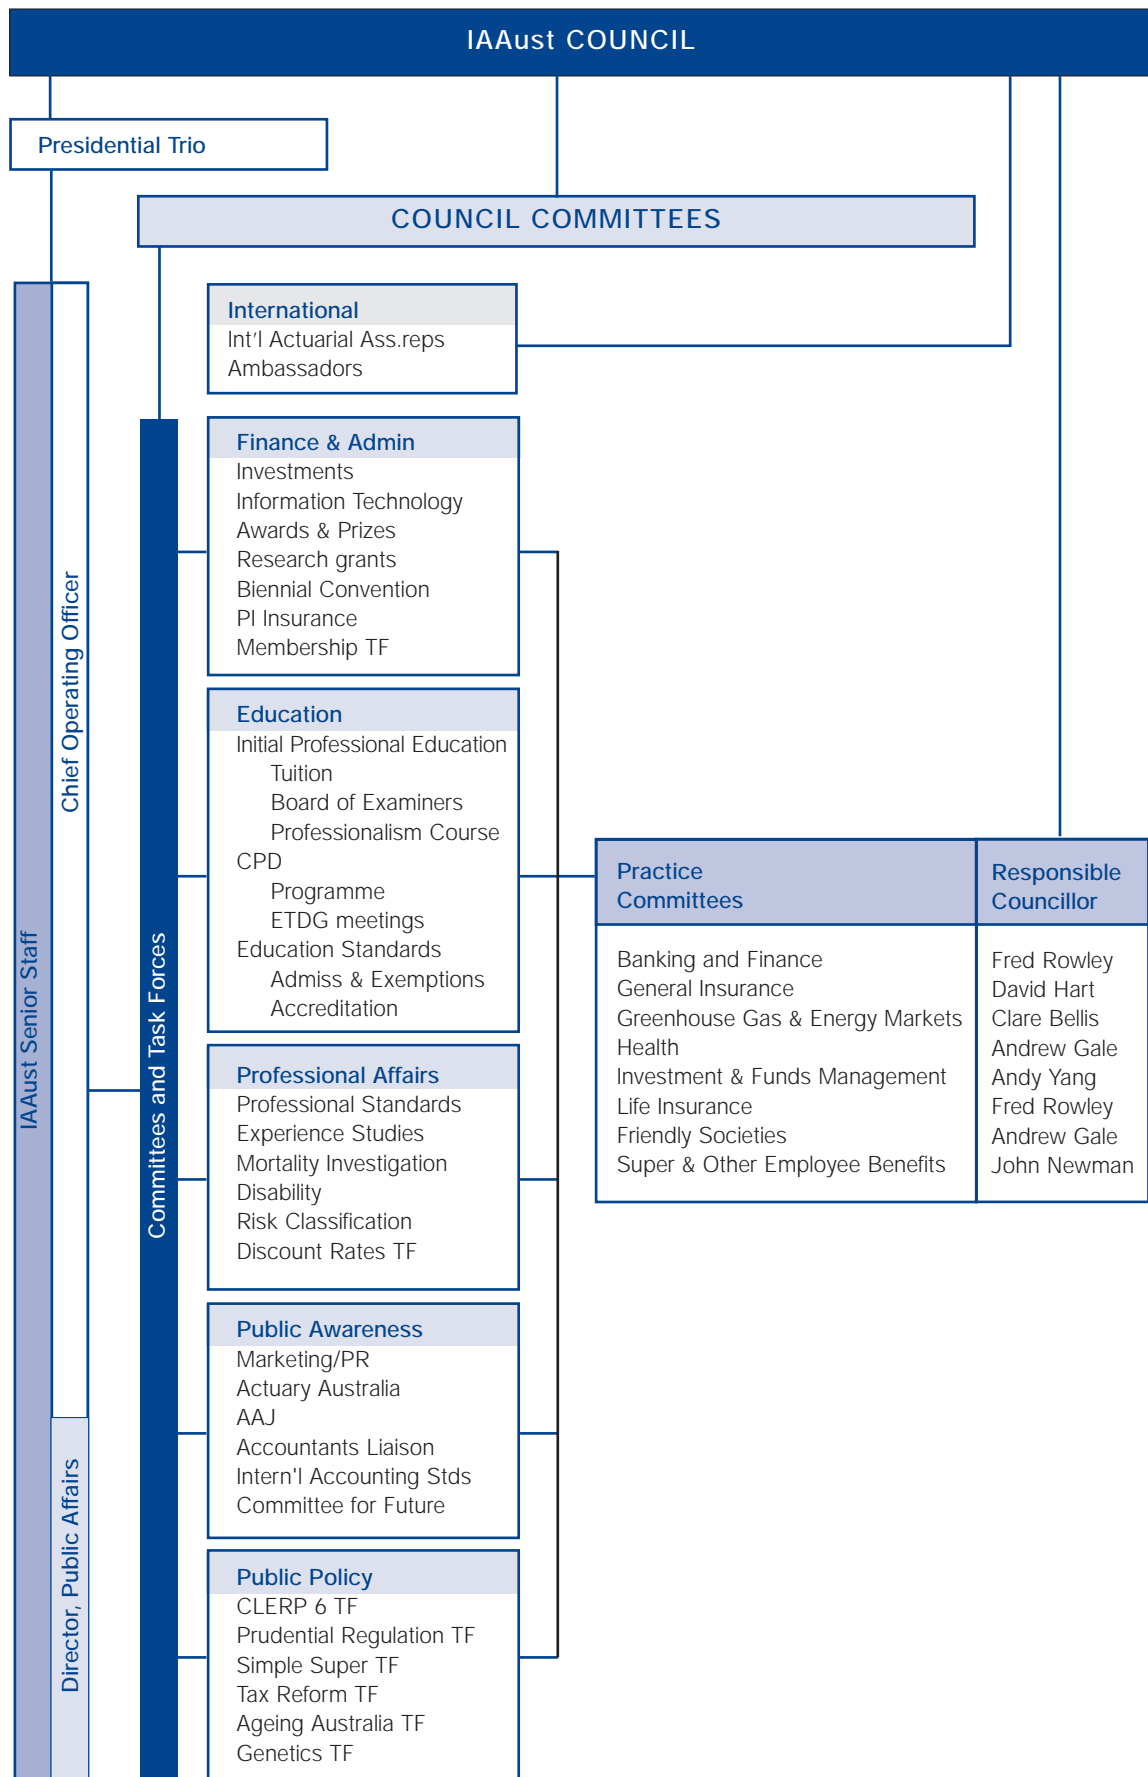 IAAust COUNCIL
Presidential Trio
COUNCIL COMMITTEES
IAAust Senior Staff
Chief Operating Officer
Director, Public Affairs
Committees and Task Forces
International
Int'l Actuarial Ass.reps
Ambassadors
Finance & Admin
Investments
Information Technology
Awards & Prizes
Research grants
Biennial Convention
PI Insurance
Membership TF
Education
Initial Professional Education
Tuition
Board of Examiners
Professionalism Course
CPD
Programme
ETDG meetings
Education Standards
Admiss & Exemptions
Accreditation
Professional Affairs
Professional Standards
Experience Studies
Mortality Investigation
Disability
Risk Classification
Discount Rates TF
Public Awareness
Marketing/PR
Actuary Australia
AAJ
Accountants Liaison
Intern'l Accounting Stds
Committee for Future
Public Policy
CLERP 6 TF
Prudential Regulation TF
Simple Super TF
Tax Reform TF
Ageing Australia TF
Genetics TF
Practice
Committees
Responsible
Councillor
Banking and Finance Fred Rowley
General Insurance David Hart
Greenhouse Gas & Energy Markets Clare Bellis
Health Andrew Gale
Investment & Funds Management Andy Yang
Life Insurance Fred Rowley
Friendly Societies Andrew Gale
Super & Other Employee Benefits John Newman